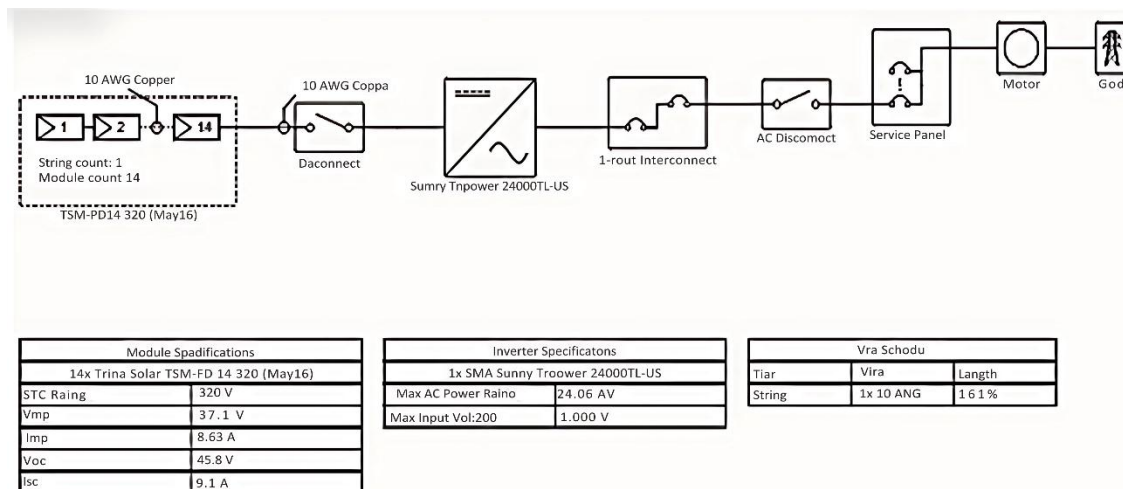 10 AWG Copper
10 AWG Coppa
1
2
14
String count: 1
Module count 14
TSM-PD14 320 (May16)
Daconnect
Sumry Tnpower 24000TL-US
1-rout Interconnect
AC Discomoct
!
Service Panel
Motor
God
Module Spadifications
14x Trina Solar TSM-FD 14 320 (May16)
STC Raing 320 V
Vmp 37.1 V
Imp 8.63 A
Voc 45.8 V
Isc 9.1 A
Inverter Specificatons
1x SMA Sunny Troower 24000TL-US
Max AC Power Raino 24.06 AV
Max Input Vol:200 1.000 V
Vra Schodu
Tiar Vira Langth
String 1x 10 ANG 161%